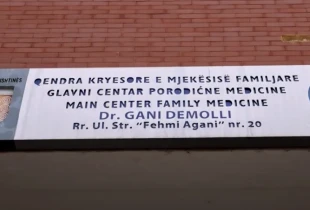 QENDRA KRYESORE E MJEKËSISË FAMILJARE
GLAVNI CENTAR PORODIČNE MEDICINE
MAIN CENTER FAMILY MEDICINE
Dr. GANI DEMOLLI
Rr. Ul. Str. "Fehmi Agani" nr. 20